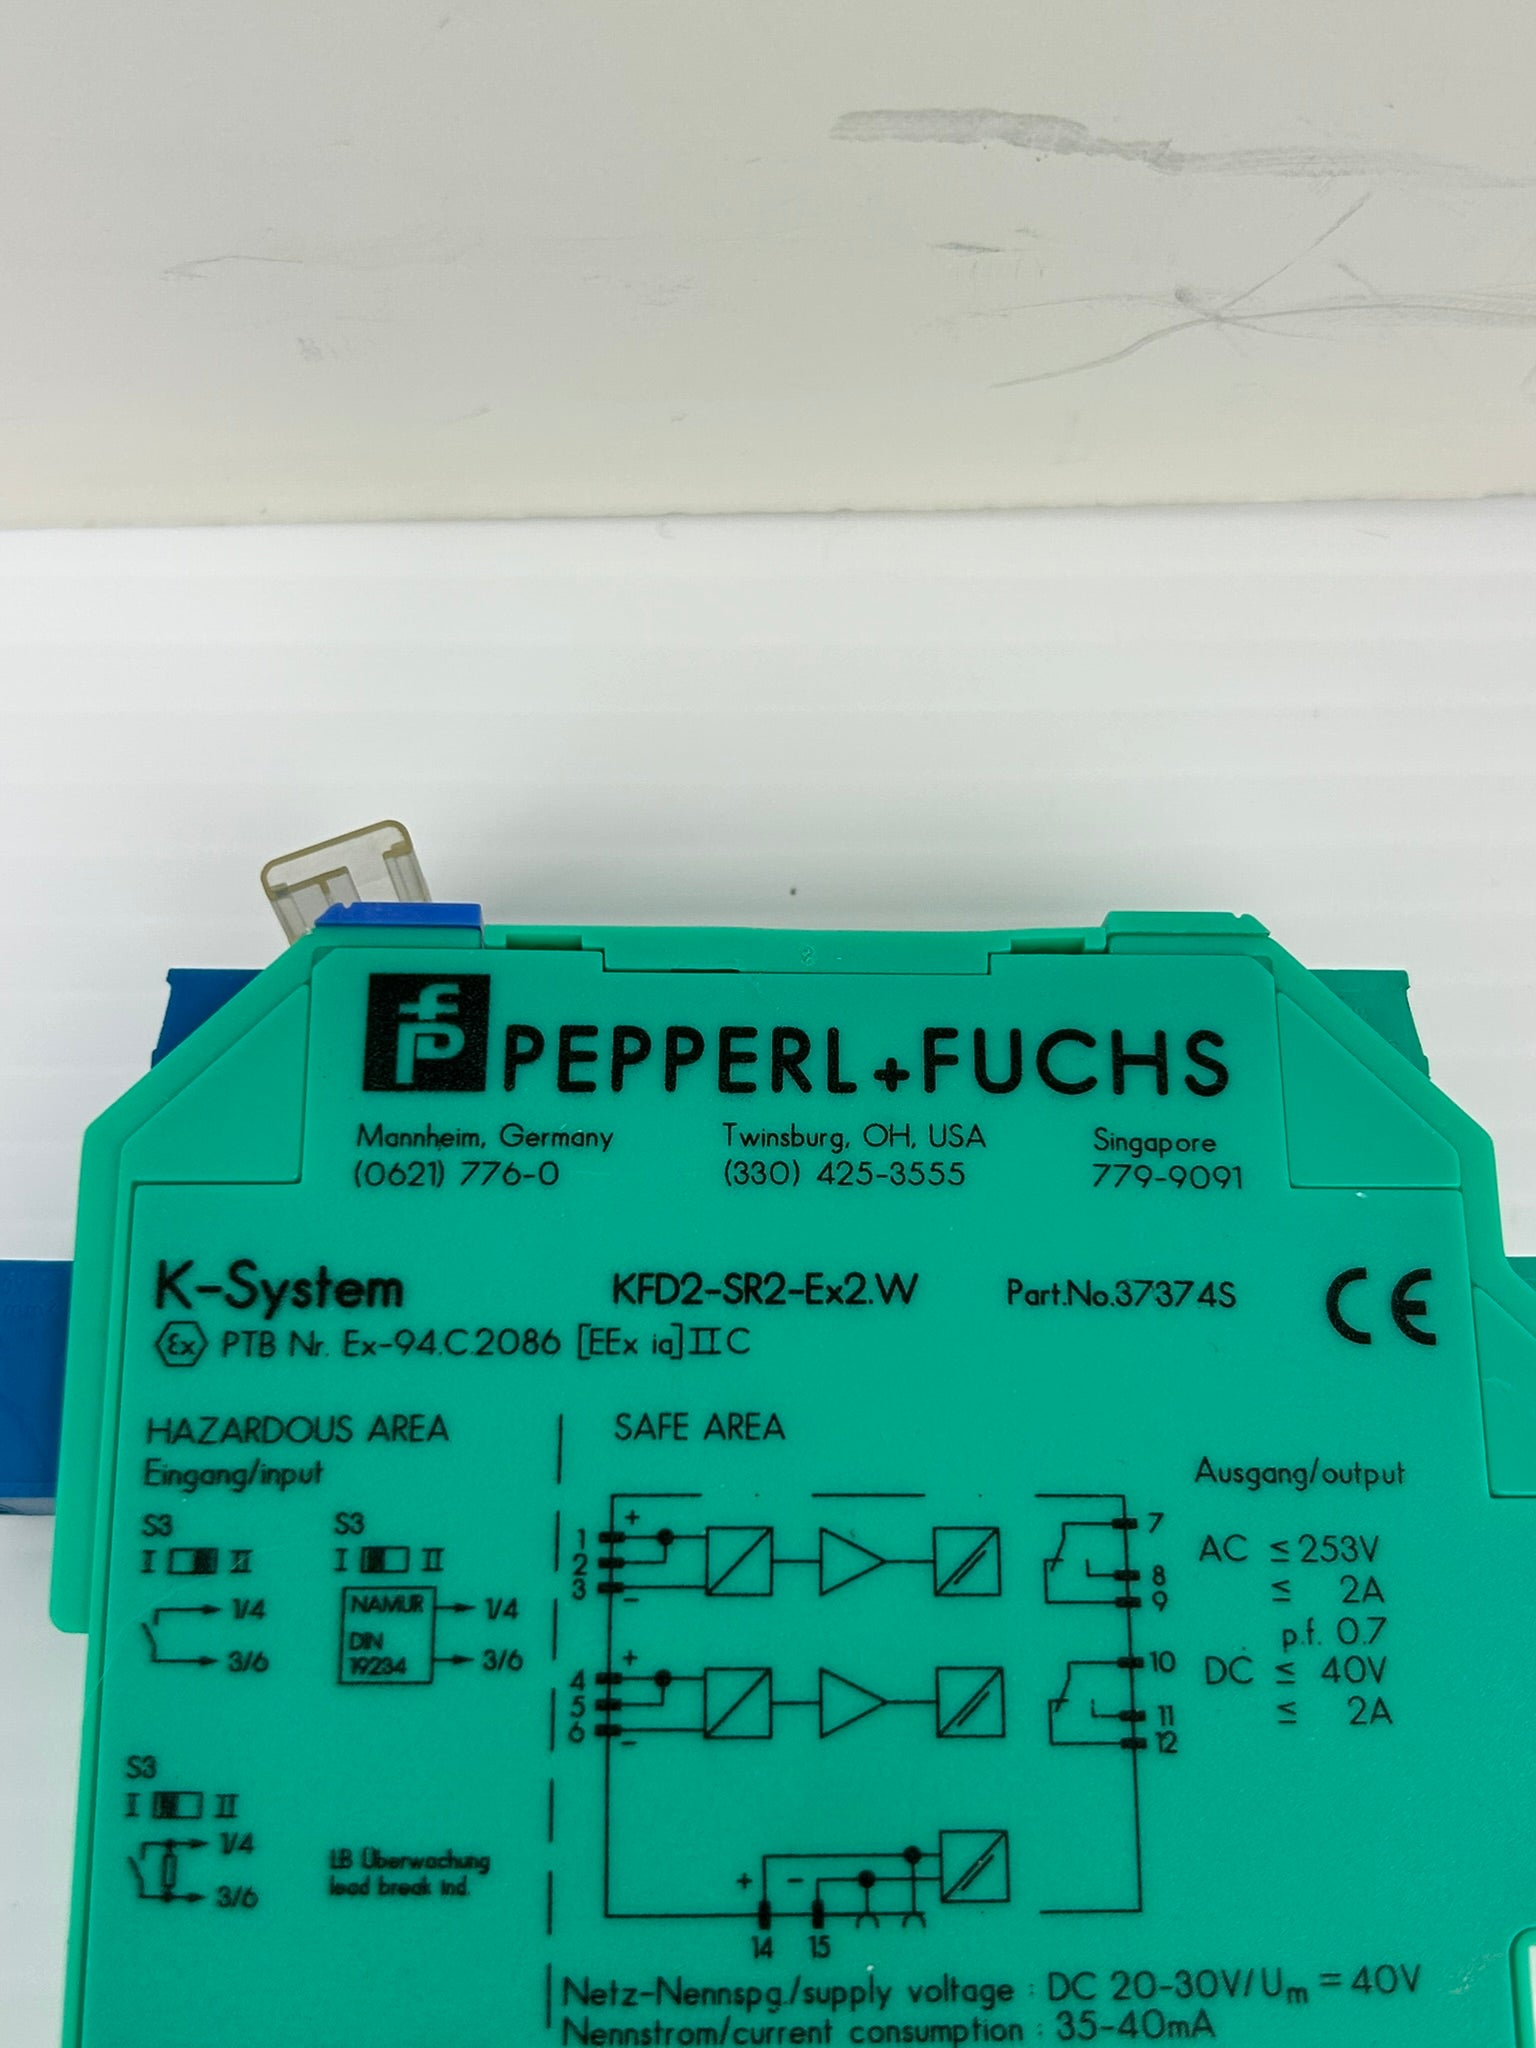 PEPPERL+FUCHS
Mannheim, Germany Twinsburg, OH, USA Singapore
(0621) 776-0 (330) 425-3555 779-9091
K-System KFD2-SR2-Ex2.W Part.No.37374S CE
Ex PTB Nr. Ex-94.C.2086 [EEx ia] II C
HAZARDOUS AREA SAFE AREA
Eingang/input Ausgang/output
S3 S3
I II I II
1/4 NAMUR 1/4
3/6 DIN 19234 3/6
1 + 7 AC ≤ 253V
2 8 ≤ 2A
3 - 9 p.f. 0.7
4 + 10 DC ≤ 40V
5 11 ≤ 2A
6 - 12
S3
I II
1/4 LB Überwachung
3/6 lead break ind.
+ -
14 15
Netz-Nennspg./supply voltage : DC 20-30V/Um = 40V
Nennstrom/current consumption : 35-40mA